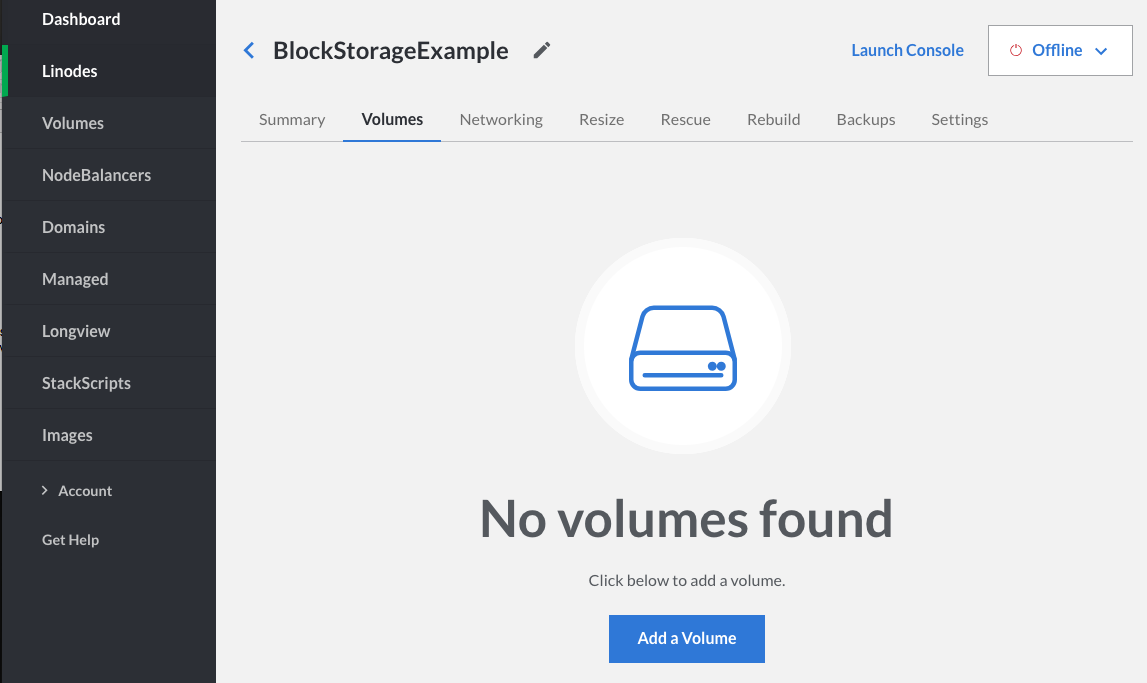 Dashboard
Linodes
Volumes
NodeBalancers
Domains
Managed
Longview
StackScripts
Images
Account
Get Help
BlockStorageExample
Launch Console
Offline
Summary Volumes Networking Resize Rescue Rebuild Backups Settings
No volumes found
Click below to add a volume.
Add a Volume